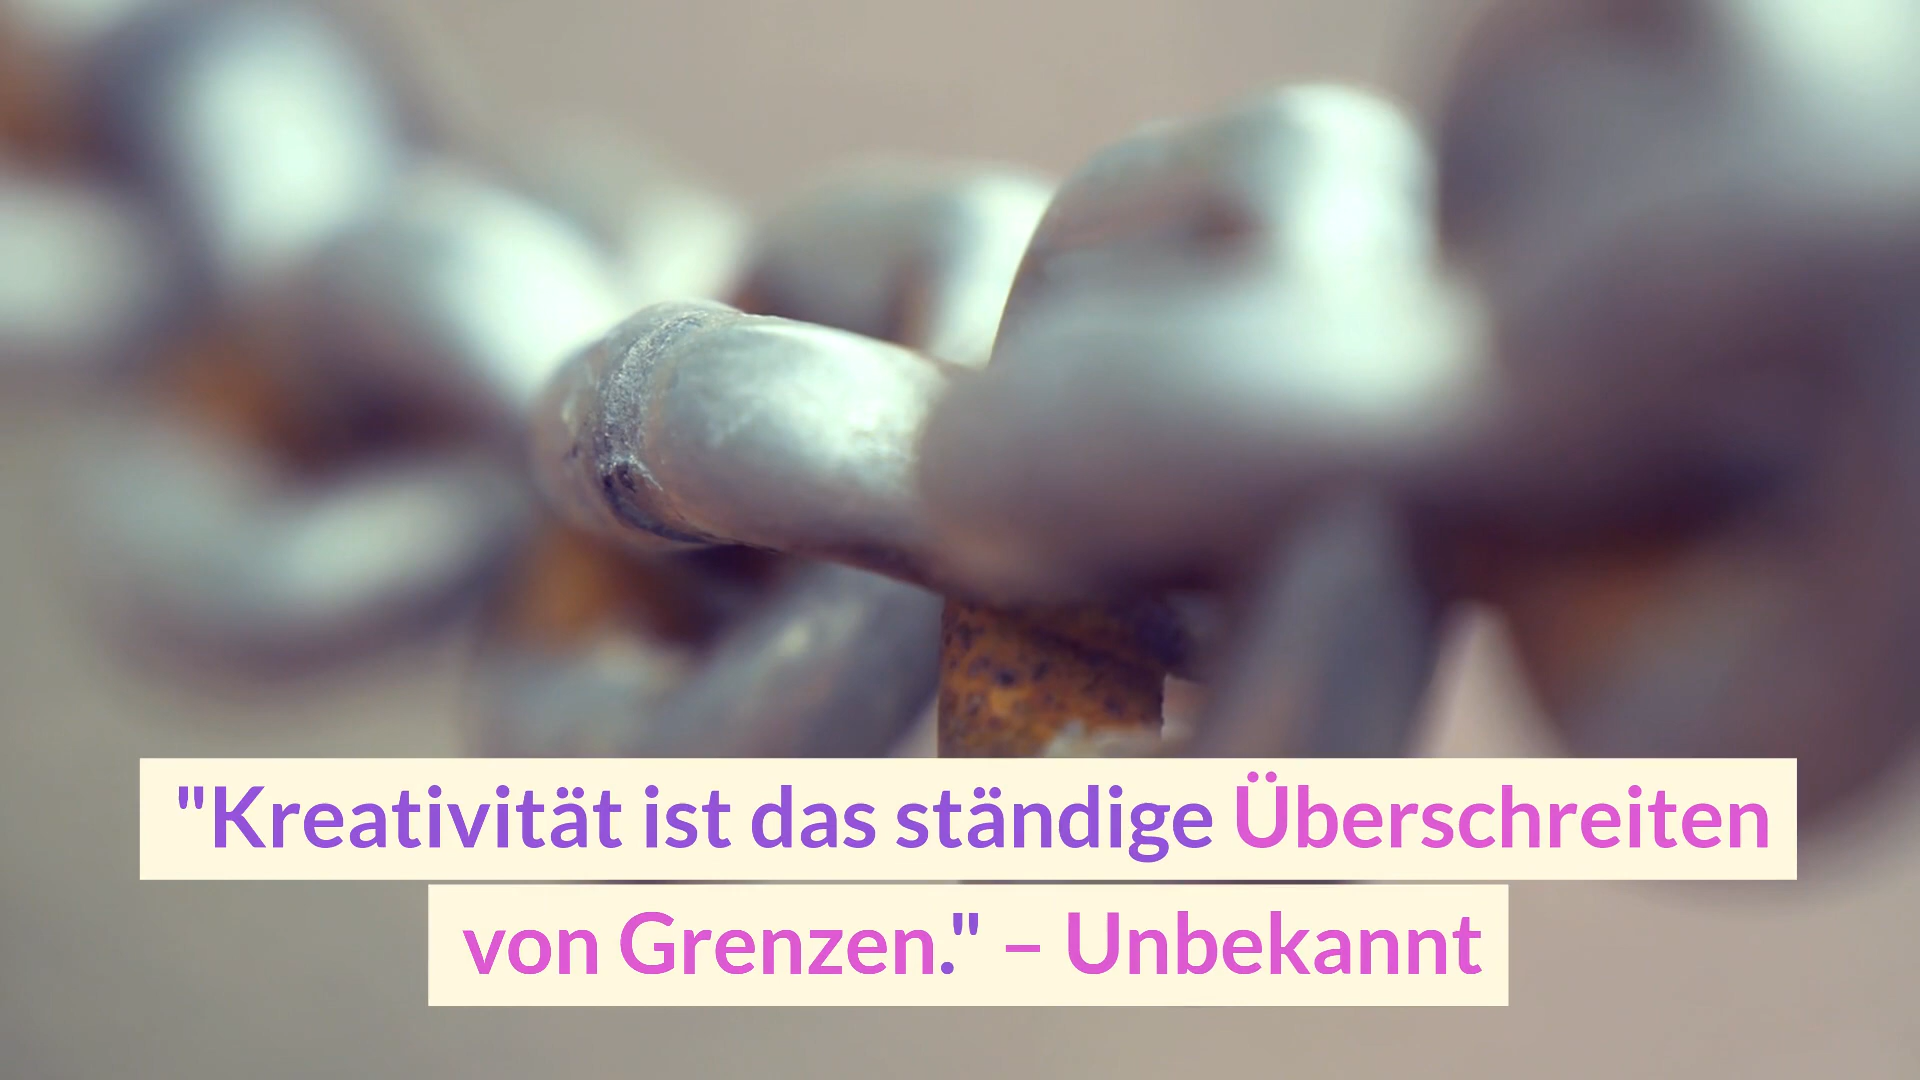 "Kreativität ist das ständige Überschreiten
von Grenzen." – Unbekannt